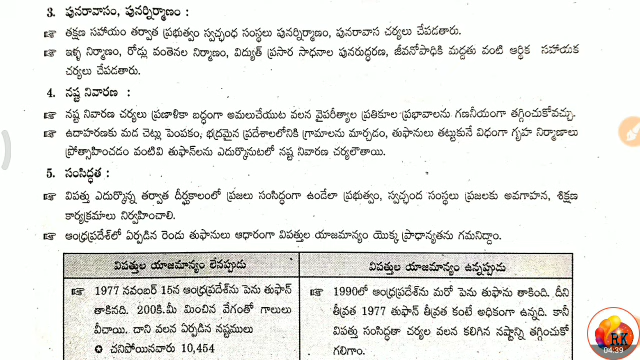 3. పునరావాసం, పునర్నిర్మాణం :
☞ తక్షణ సహాయం తర్వాత ప్రభుత్వం స్వచ్ఛంధ సంస్థలు పునర్నిర్మాణం, పునరావాస చర్యలు చేపడతారు.
☞ ఇళ్ళ నిర్మాణం, రోడ్లు వంతెనల నిర్మాణం, విద్యుత్ ప్రసార సాధనాల పునరుద్ధరణ, జీవనోపాధికి మద్దతు వంటి ఆర్థిక సహాయక
చర్యలు చేపడతారు.
4. నష్ట నివారణ :
☞ నష్ట నివారణ చర్యలు ప్రణాళికా బద్ధంగా అమలుచేయుట వలన వైపరీత్యాల ప్రతికూల ప్రభావాలను గణనీయంగా తగ్గించుకోవచ్చు.
☞ ఉదాహరణకు మడ చెట్లు పెంపకం, భద్రమైన ప్రదేశాలలోనికి గ్రామాలను మార్చడం, తుఫానులు తట్టుకునే విధంగా గృహ నిర్మాణాలు
ప్రోత్సాహించడం వంటివి తుఫాన్‌లను ఎదుర్కొనుటలో నష్ట నివారణ చర్యలౌతాయి.
5. సంసిద్ధత :
☞ విపత్తు ఎదుర్కొన్న తర్వాత దీర్ఘకాలంలో ప్రజలు సంసిద్ధంగా ఉండేలా ప్రభుత్వం, స్వచ్ఛంద సంస్థలు ప్రజలకు అవగాహన, శిక్షణ
కార్యక్రమాలు నిర్వహించాలి.
☞ ఆంధ్రప్రదేశ్‌లో ఏర్పడిన రెండు తుఫానులు ఆధారంగా విపత్తుల యాజమాన్యం యొక్క ప్రాధాన్యతను గమనిద్దాం.
విపత్తుల యాజమాన్యం లేనప్పుడు
☞ 1977 నవంబర్ 15న ఆంధ్రప్రదేశ్‌ను పెను తుఫాన్
తాకినది. 200కి.మీ మించిన వేగంతో గాలులు
వీచాయి. దాని వలన ఏర్పడిన నష్టములు
✪ చనిపోయినవారు 10,454
విపత్తుల యాజమాన్యం ఉన్నప్పుడు
☞ 1990లో ఆంధ్రప్రదేశ్‌ను మరో పెను తుఫాను తాకింది. దీని
తీవ్రత 1977 తుఫాన్ తీవ్రత కంటే అధికంగా ఉన్నది. కానీ
విపత్తు సంసిద్ధతా చర్యల వలన కలిగిన నష్టాన్ని తగ్గించుకో
గలిగాం.
RK
04:39